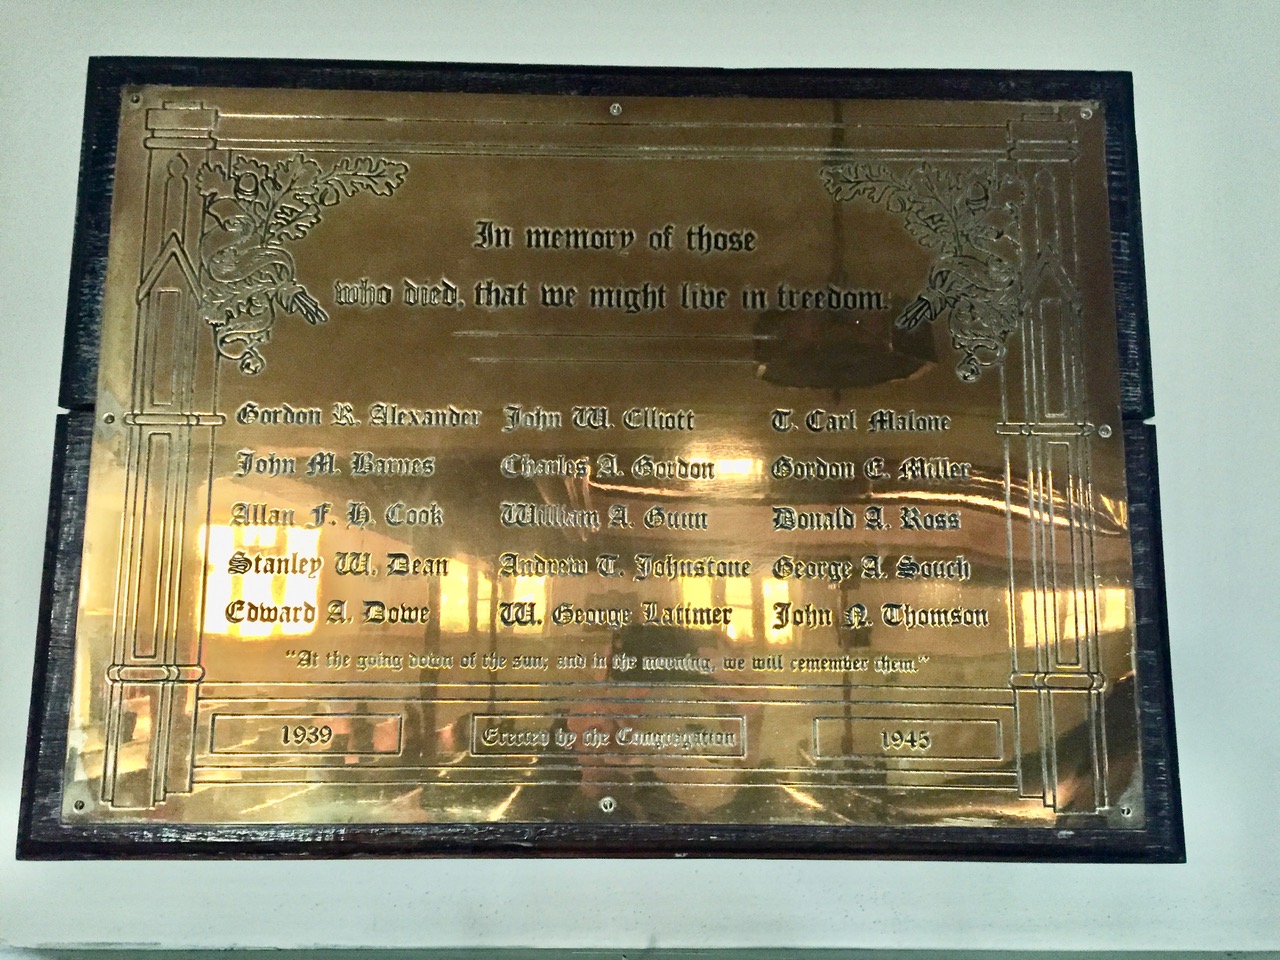 In memory of those
who died, that we might live in freedom.
Gordon R. Alexander John W. Elliott T. Carl Malone
John M. Barnes Charles A. Gordon Gordon E. Miller
Allan F. H. Cook William A. Gunn Donald A. Ross
Stanley W. Dean Andrew T. Johnstone George A. Souch
Edward A. Dowe W. George Latimer John N. Thomson
"At the going down of the sun; and in the morning, we will remember them."
1939 Erected by the Congregation 1945